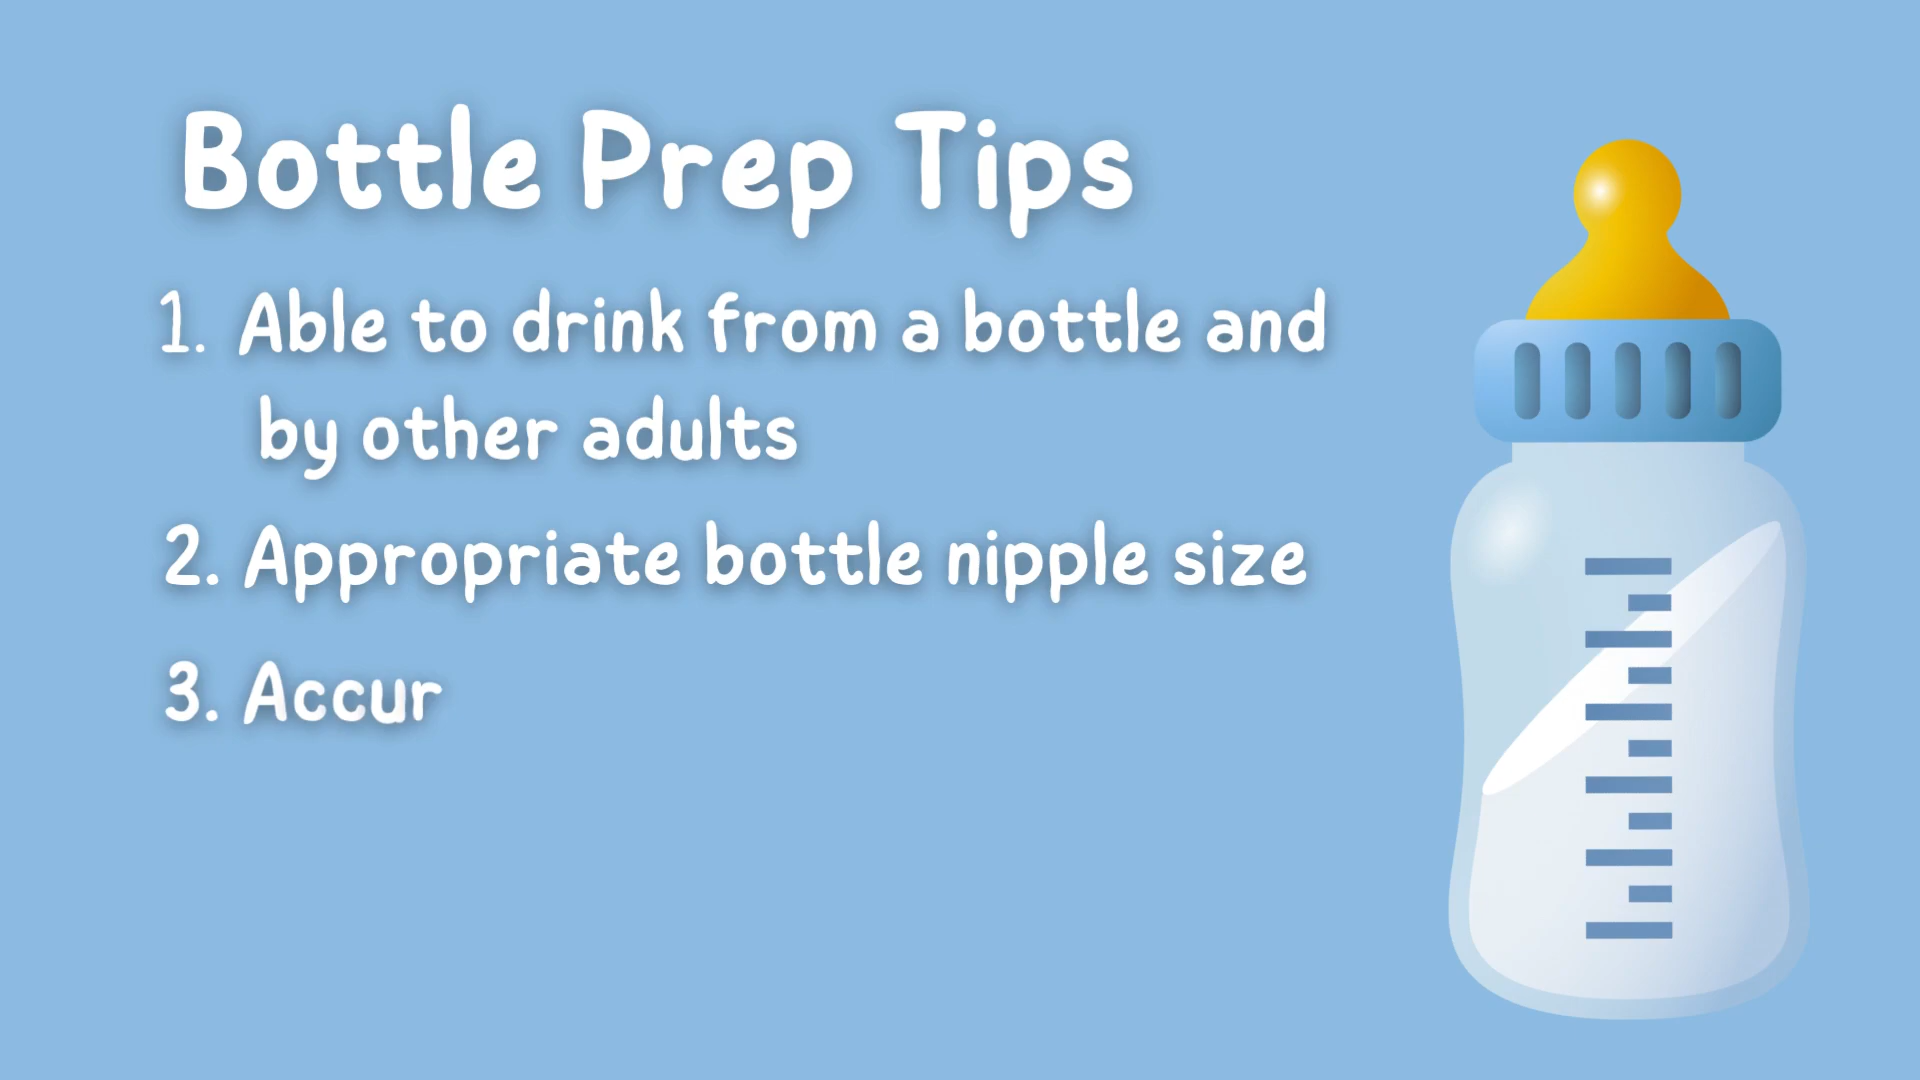 Bottle Prep Tips
1. Able to drink from a bottle and
by other adults
2. Appropriate bottle nipple size
3. Accur